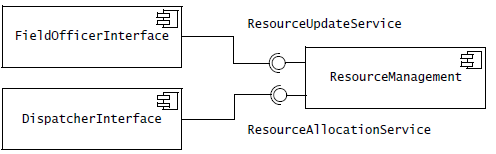 FieldOfficerInterface
ResourceUpdateService
ResourceManagement
DispatcherInterface
ResourceAllocationService